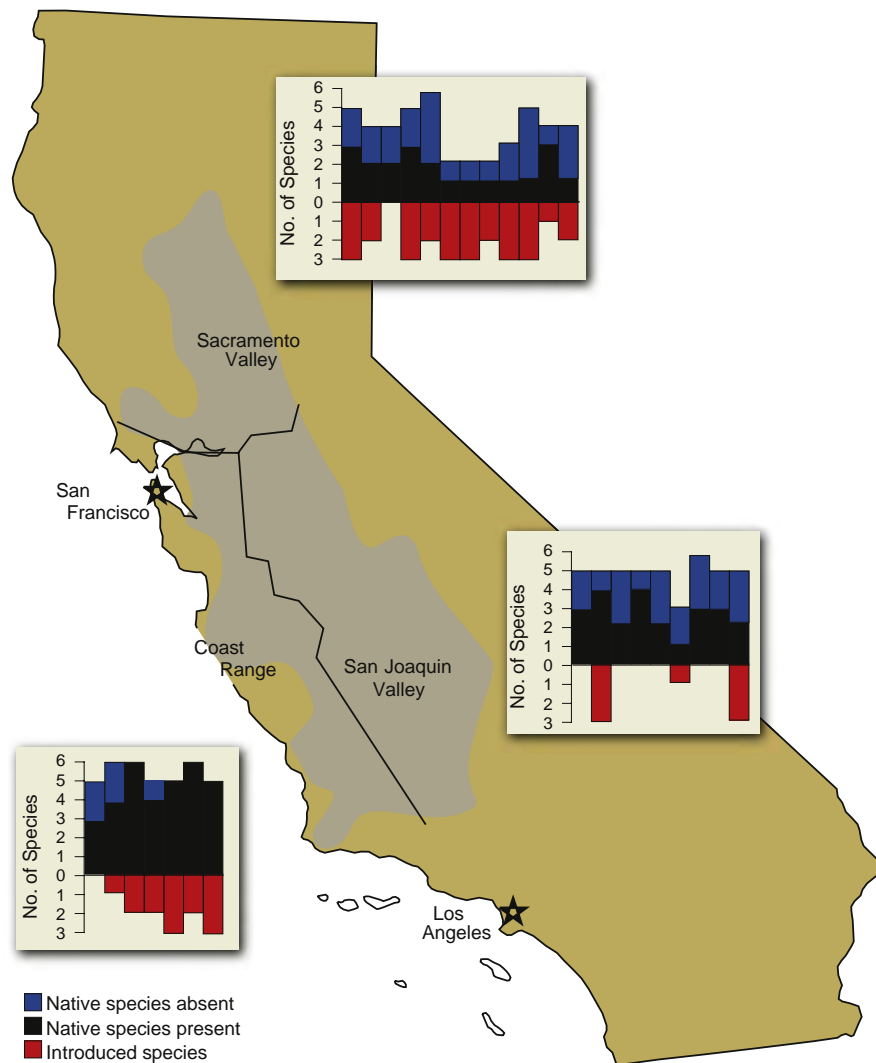 6
5
4
3
2
1
0
1
2
3
No. of Species
Sacramento
Valley
San
Francisco
Coast
Range
San Joaquin
Valley
6
5
4
3
2
1
0
1
2
3
No. of Species
6
5
4
3
2
1
0
1
2
3
No. of Species
Los
Angeles
Native species absent
Native species present
Introduced species